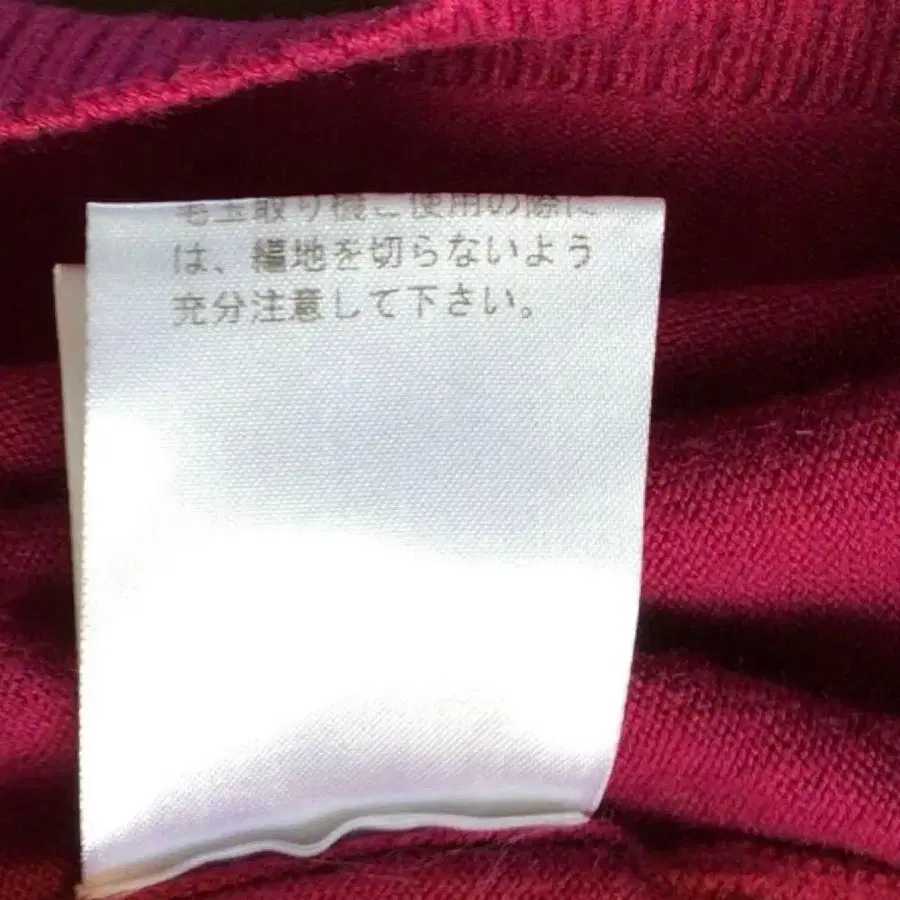 毛玉取り機ご使用の際に
は、編地を切らないよう
充分注意して下さい。